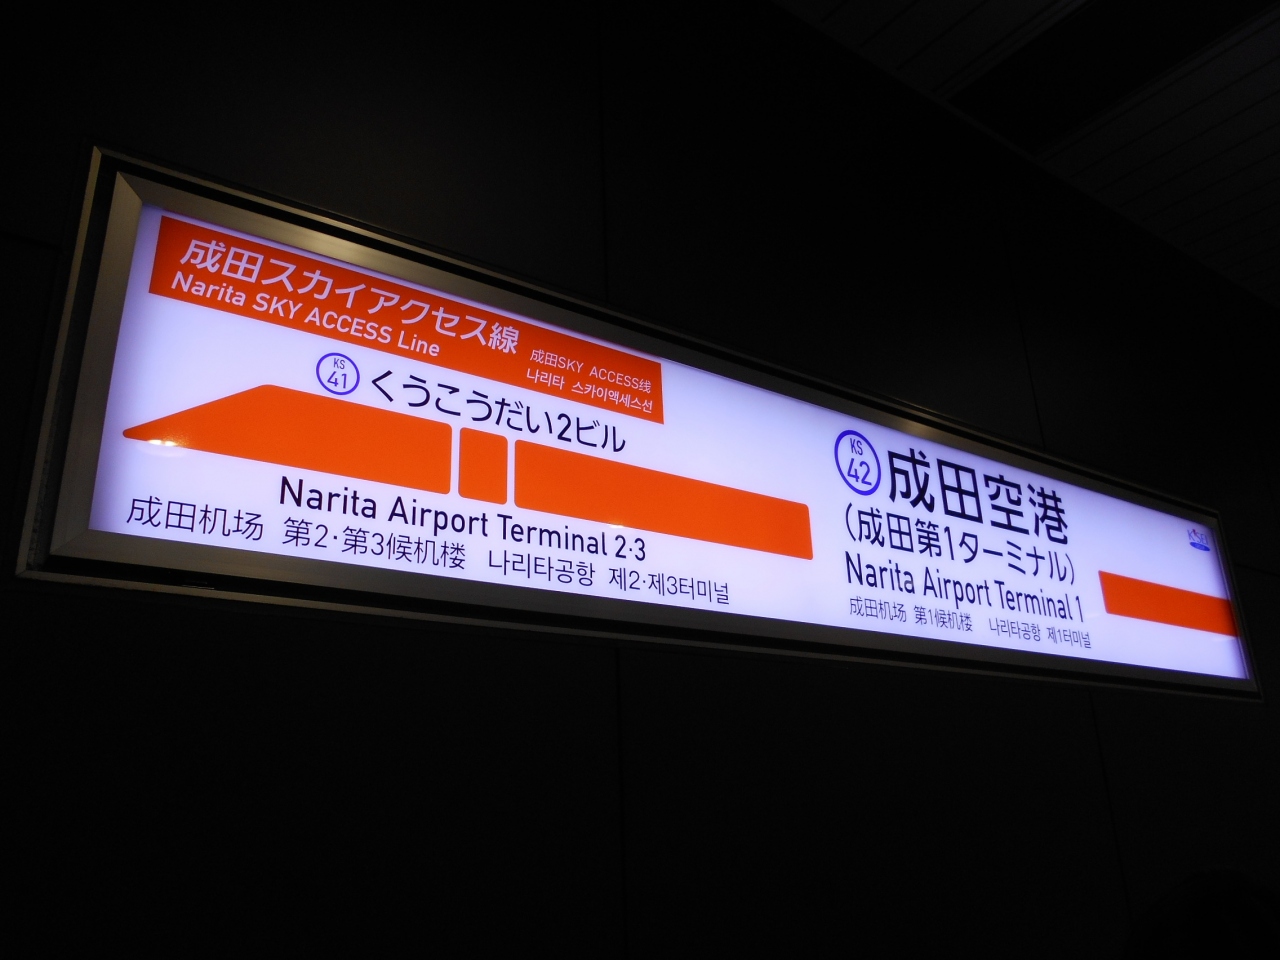 成田スカイアクセス線
Narita SKY ACCESS Line
成田SKY ACCESS线
나리타 스카이액세스선
KS
41
くうこうだい2ビル
Narita Airport Terminal 2·3
成田机场 第2·第3候机楼 나리타공항 제2·제3터미널
KS
42
成田空港
(成田第1ターミナル)
Narita Airport Terminal 1
成田机场 第1候机楼 나리타공항 제1터미널